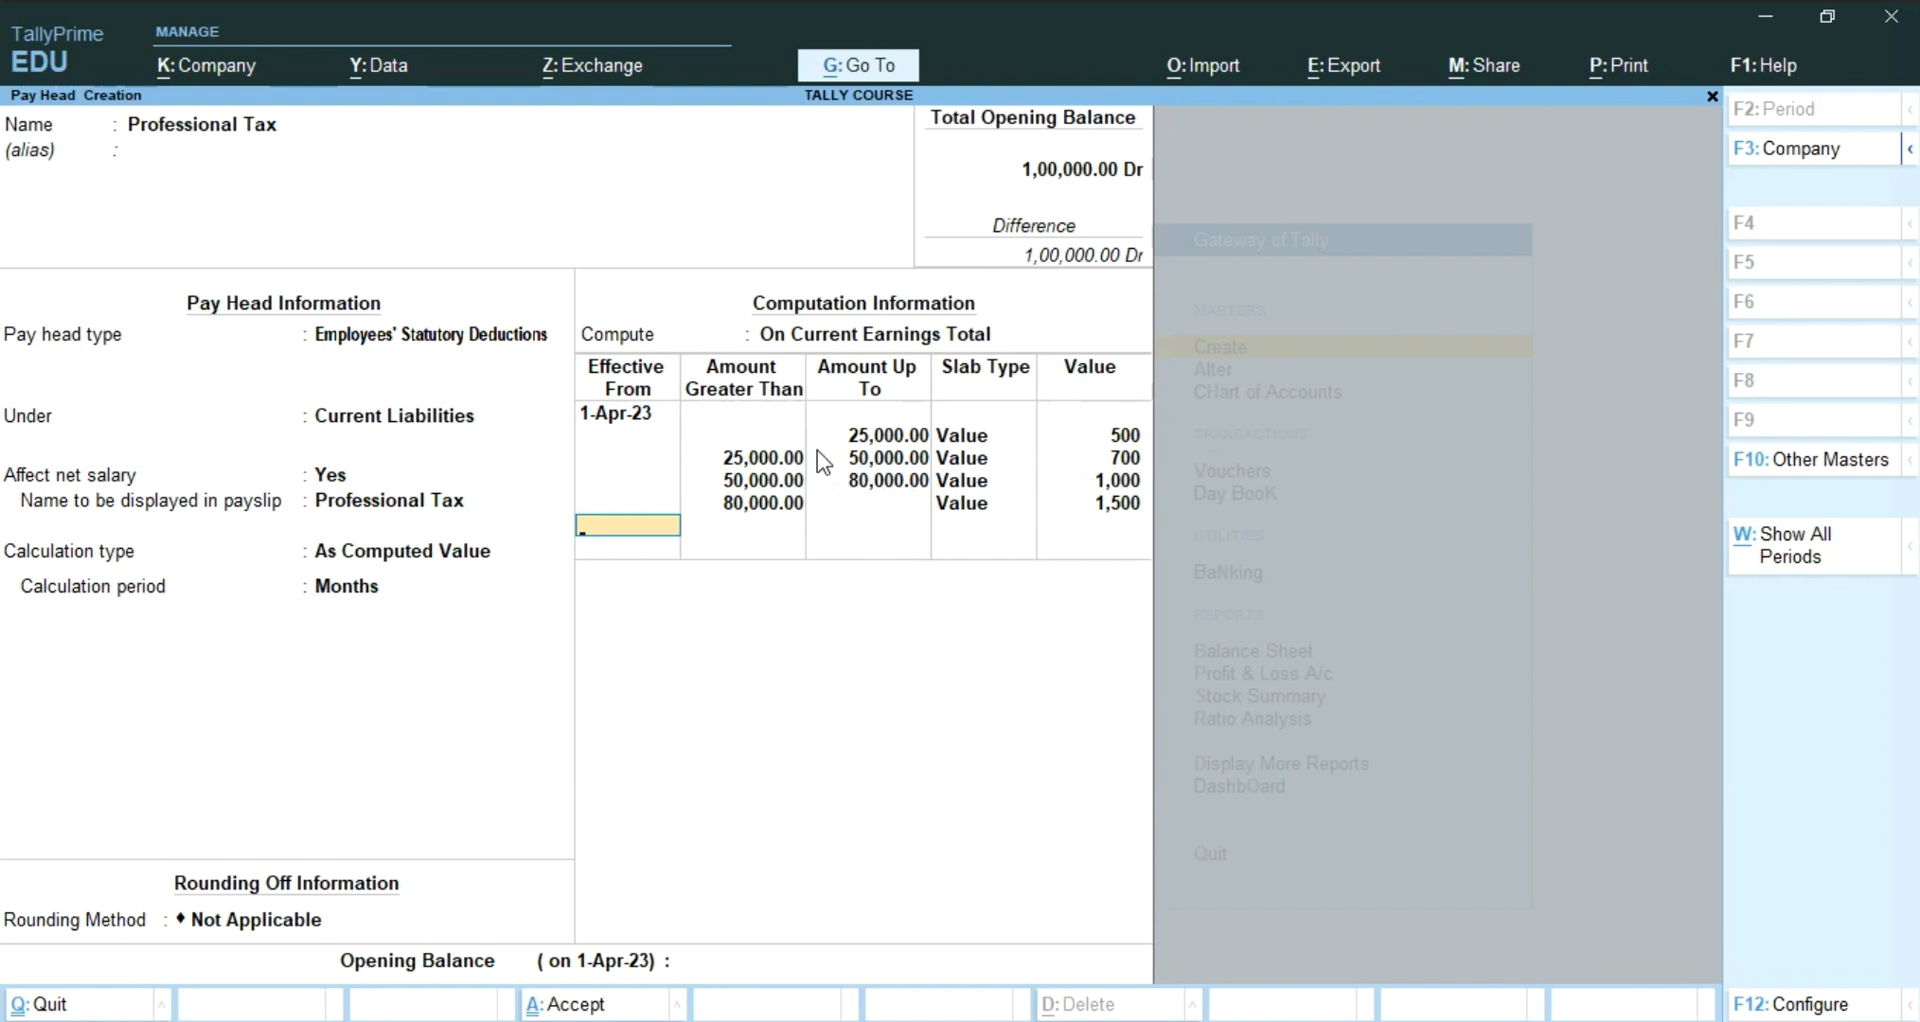 TallyPrime
EDU
MANAGE
K: Company
Y: Data
Z: Exchange
G: Go To
O: Import
E: Export
M: Share
P: Print
F1: Help
Pay Head Creation
TALLY COURSE
Name : Professional Tax
(alias) :
Total Opening Balance
1,00,000.00 Dr
Difference
1,00,000.00 Dr
Pay Head Information
Pay head type : Employees' Statutory Deductions
Under : Current Liabilities
Affect net salary : Yes
Name to be displayed in payslip : Professional Tax
Calculation type : As Computed Value
Calculation period : Months
Computation Information
Compute : On Current Earnings Total
Effective From Amount Greater Than Amount Up To Slab Type Value
1-Apr-23
25,000.00 Value 500
25,000.00 50,000.00 Value 700
50,000.00 80,000.00 Value 1,000
80,000.00 Value 1,500
Rounding Off Information
Rounding Method : ♦ Not Applicable
Opening Balance ( on 1-Apr-23) :
Gateway of Tally
MASTERS
Create
Alter
CHart of Accounts
TRANSACTIONS
Vouchers
Day BooK
UTILITIES
BaNking
REPORTS
Balance Sheet
Profit & Loss A/c
Stock Summary
Ratio Analysis
Display More Reports
DashbOard
Quit
F2: Period
F3: Company
F4
F5
F6
F7
F8
F9
F10: Other Masters
W: Show All
Periods
Q: Quit
A: Accept
D: Delete
F12: Configure